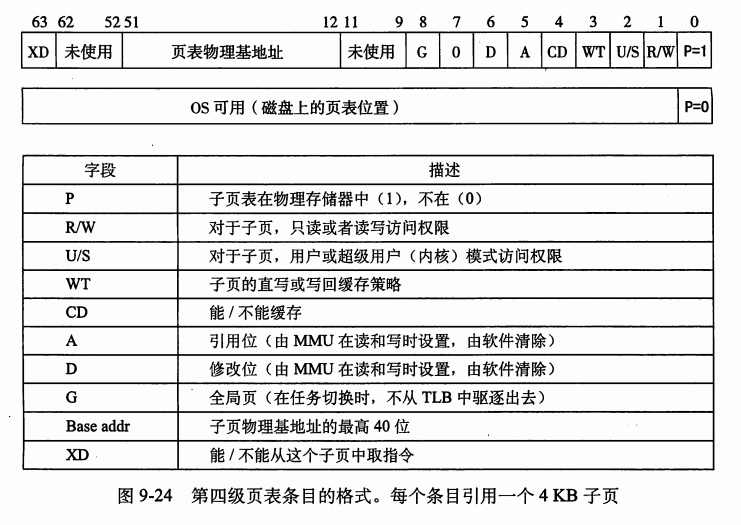 63 62 52 51 12 11 9 8 7 6 5 4 3 2 1 0
XD 未使用 页表物理基地址 未使用 G 0 D A CD WT U/S R/W P=1
OS 可用（磁盘上的页表位置） P=0
字段 描述
P 子页表在物理存储器中（1），不在（0）
R/W 对于子页，只读或者读写访问权限
U/S 对于子页，用户或超级用户（内核）模式访问权限
WT 子页的直写或写回缓存策略
CD 能 / 不能缓存
A 引用位（由 MMU 在读和写时设置，由软件清除）
D 修改位（由 MMU 在读和写时设置，由软件清除）
G 全局页（在任务切换时，不从 TLB 中驱逐出去）
Base addr 子页物理基地址的最高 40 位
XD 能 / 不能从这个子页中取指令
图 9-24 第四级页表条目的格式。每个条目引用一个 4 KB 子页